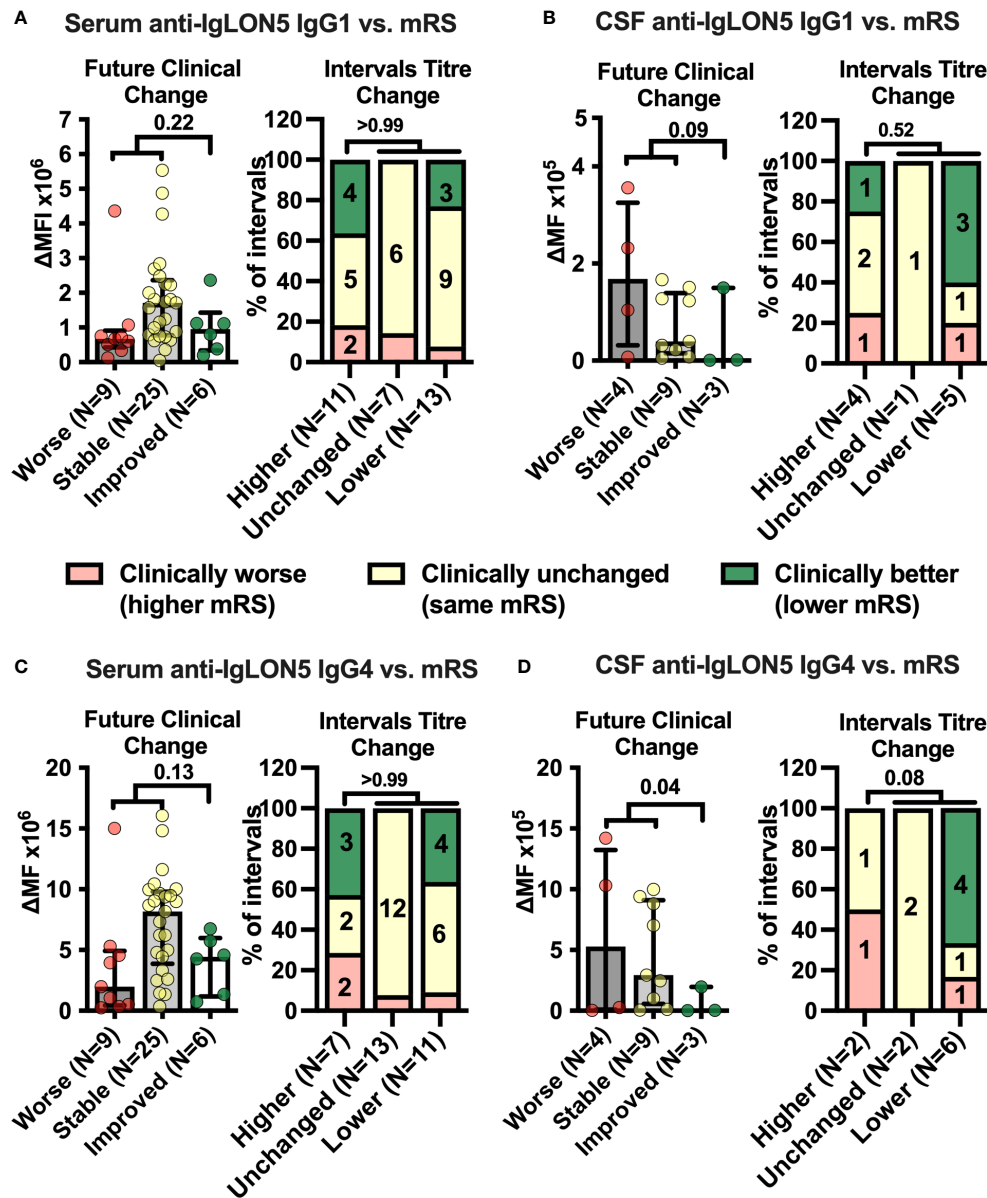 A
Serum anti-IgLON5 IgG1 vs. mRS
Future Clinical
Change
0.22
7
6
5
4
3
2
1
0
ΔMFI x10⁶
Worse (N=9)
Stable (N=25)
Improved (N=6)
Intervals Titre
Change
>0.99
120
100
80
60
40
20
0
% of intervals
4
5
2
6
3
9
Higher (N=11)
Unchanged (N=7)
Lower (N=13)
B
CSF anti-IgLON5 IgG1 vs. mRS
Future Clinical
Change
0.09
5
4
2
0
ΔMF x10⁵
Worse (N=4)
Stable (N=9)
Improved (N=3)
Intervals Titre
Change
0.52
120
100
80
60
40
20
0
% of intervals
1
2
1
1
3
1
1
Higher (N=4)
Unchanged (N=1)
Lower (N=5)
Clinically worse
(higher mRS)
Clinically unchanged
(same mRS)
Clinically better
(lower mRS)
C
Serum anti-IgLON5 IgG4 vs. mRS
Future Clinical
Change
0.13
20
15
10
5
0
ΔMF x10⁶
Worse (N=9)
Stable (N=25)
Improved (N=6)
Intervals Titre
Change
>0.99
120
100
80
60
40
20
0
% of intervals
3
2
2
12
4
6
Higher (N=7)
Unchanged (N=13)
Lower (N=11)
D
CSF anti-IgLON5 IgG4 vs. mRS
Future Clinical
Change
0.04
20
15
10
5
0
ΔMF x10⁵
Worse (N=4)
Stable (N=9)
Improved (N=3)
Intervals Titre
Change
0.08
120
100
80
60
40
20
0
% of intervals
1
1
2
4
1
1
Higher (N=2)
Unchanged (N=2)
Lower (N=6)